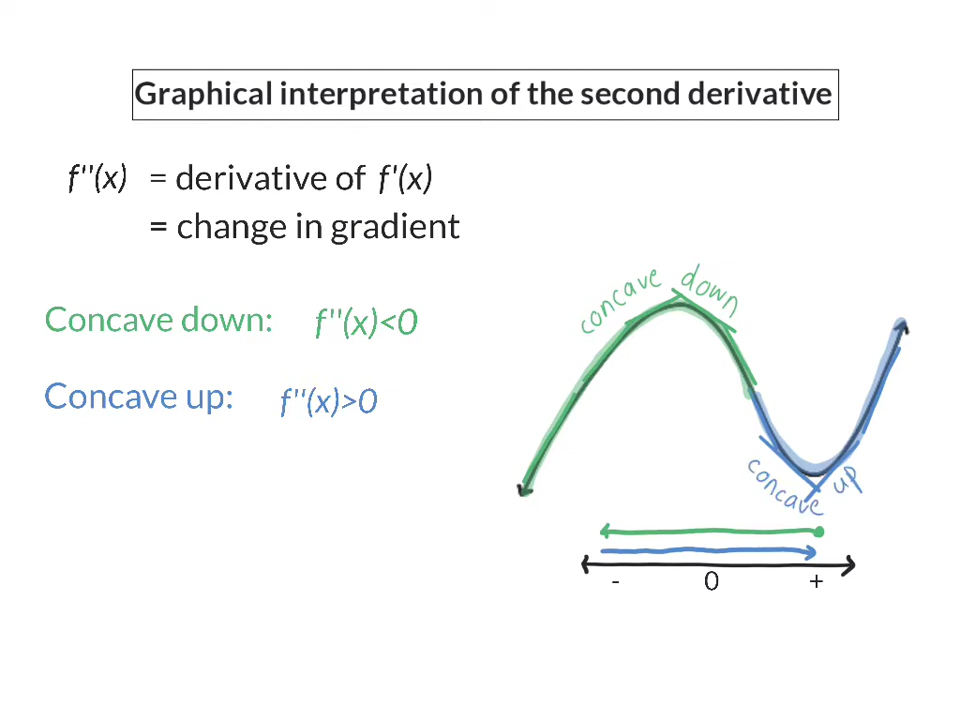 Graphical interpretation of the second derivative
f''(x) = derivative of f'(x)
= change in gradient
Concave down: f''(x)<0
Concave up: f''(x)>0
concave down
concave up
- 0 +